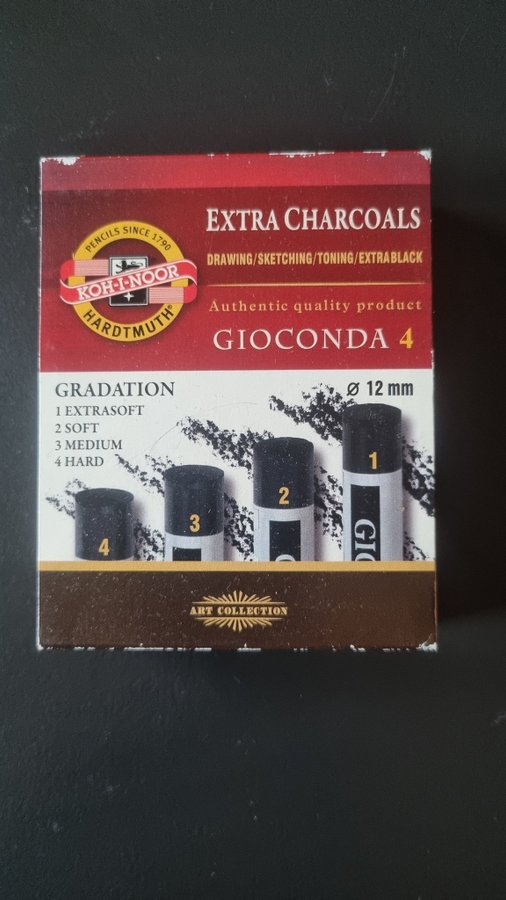 EXTRA CHARCOALS
DRAWING/SKETCHING/TONING/EXTRABLACK
Authentic quality product
GIOCONDA 4
PENCILS SINCE 1790
KOH-I-NOOR
HARDTMUTH®
GRADATION
1 EXTRASOFT
2 SOFT
3 MEDIUM
4 HARD
ø 12 mm
1
2
3
4
GIO
ART COLLECTION